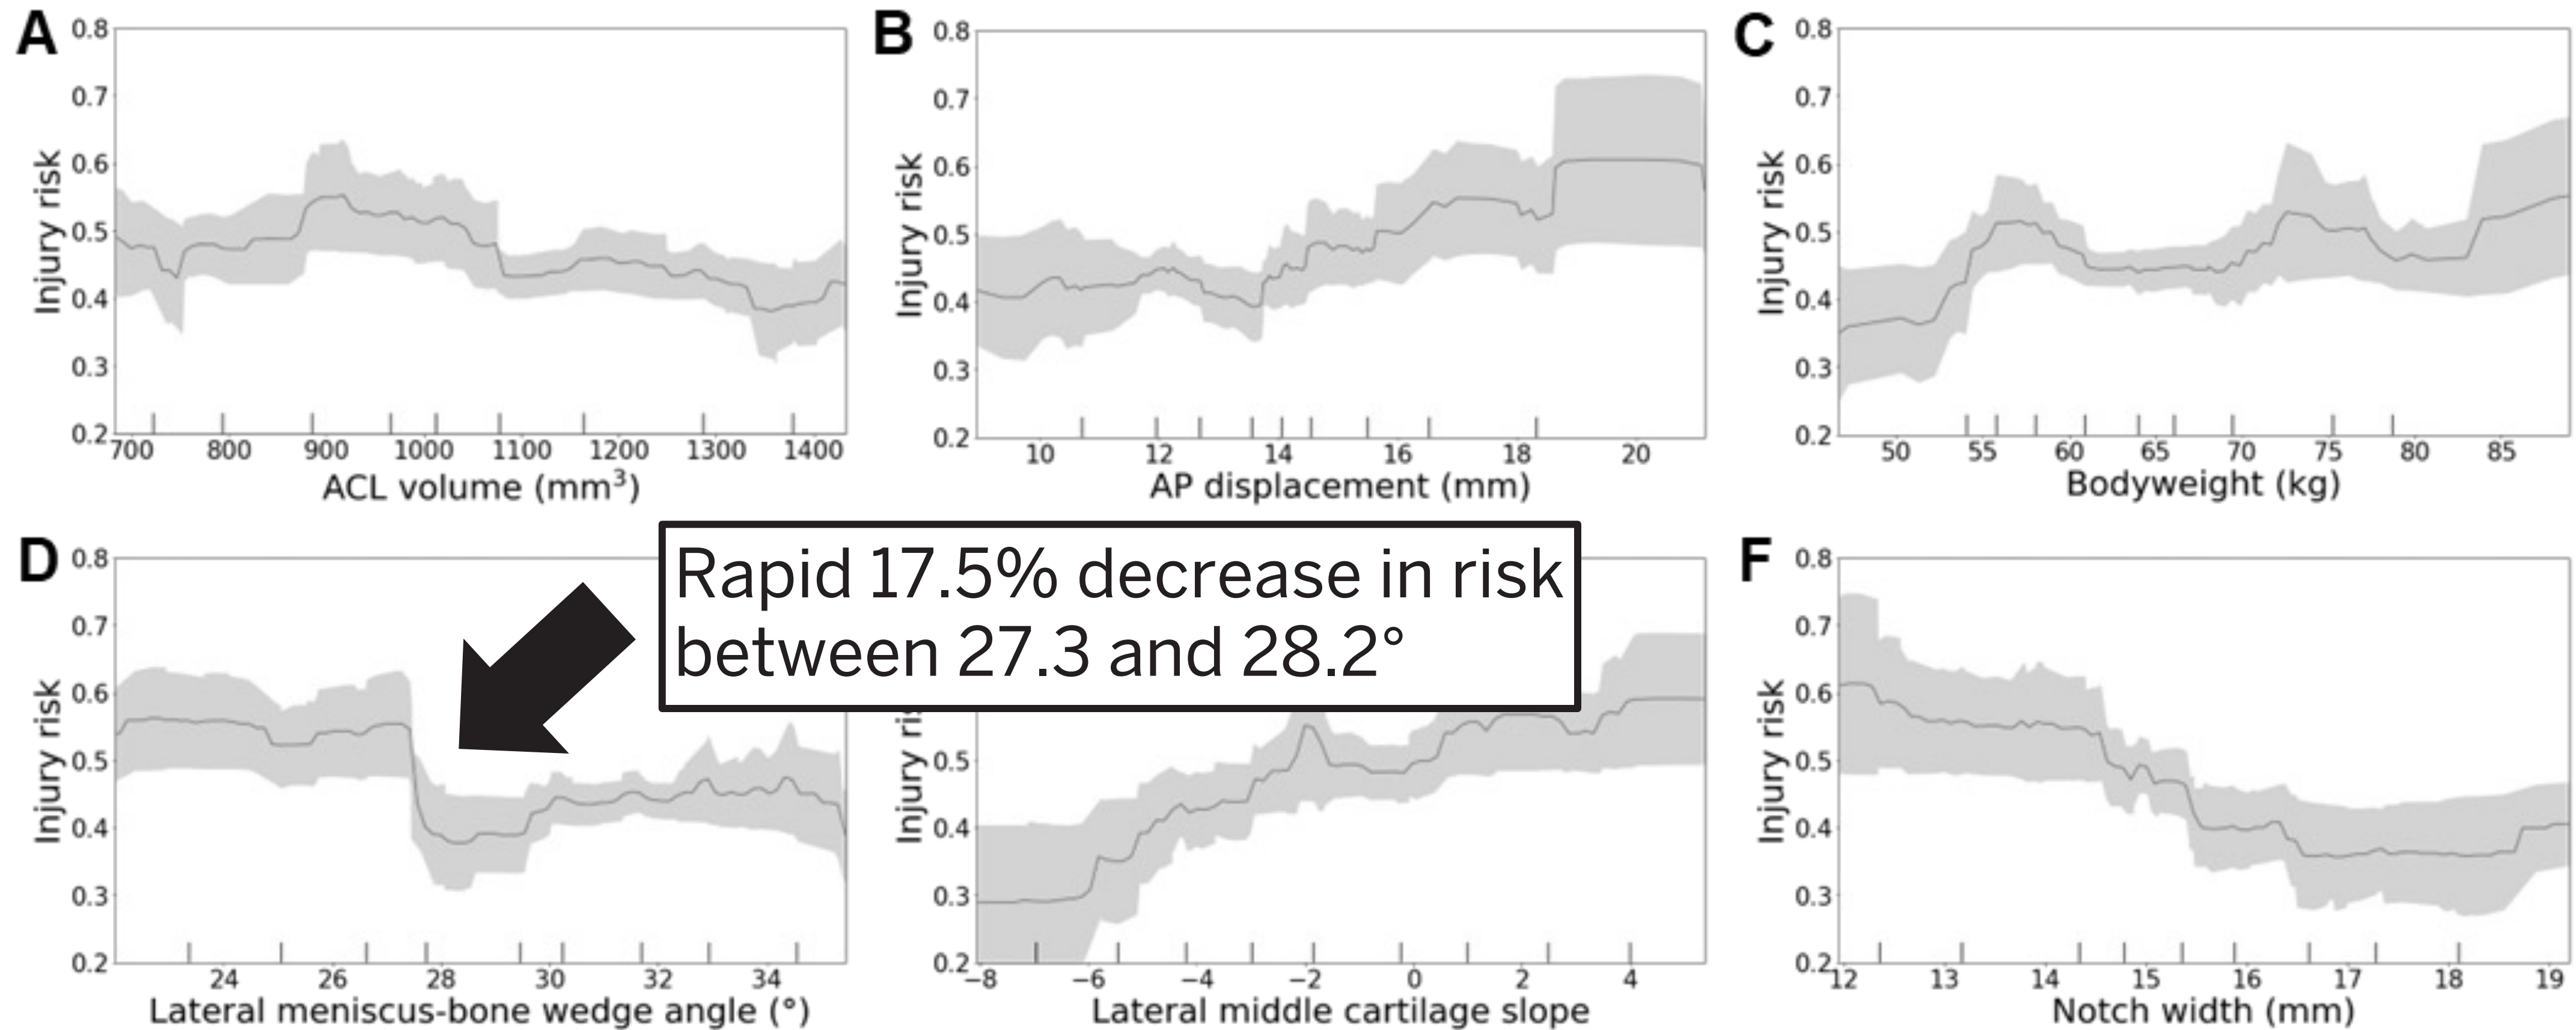 A
0.8
0.7
0.6
0.5
0.4
0.3
0.2
Injury risk
700 800 900 1000 1100 1200 1300 1400
ACL volume (mm³)
B
0.8
0.7
0.6
0.5
0.4
0.3
0.2
Injury risk
10 12 14 16 18 20
AP displacement (mm)
C
0.8
0.7
0.6
0.5
0.4
0.3
0.2
Injury risk
50 55 60 65 70 75 80 85
Bodyweight (kg)
D
0.8
0.7
0.6
0.5
0.4
0.3
0.2
Injury risk
24 26 28 30 32 34
Lateral meniscus-bone wedge angle (°)
Rapid 17.5% decrease in risk
between 27.3 and 28.2°
0.5
0.4
0.3
0.2
Injury
−8 −6 −4 −2 0 2 4
Lateral middle cartilage slope
F
0.8
0.7
0.6
0.5
0.4
0.3
0.2
Injury risk
12 13 14 15 16 17 18 19
Notch width (mm)